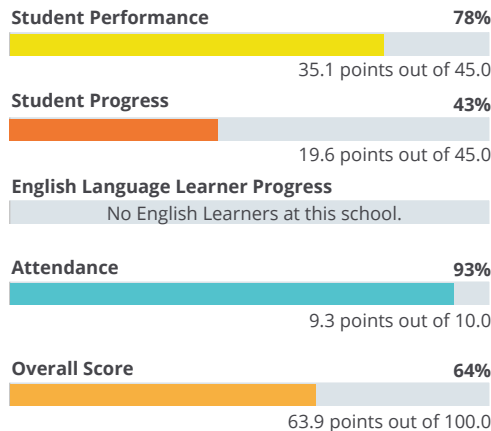 Student Performance 78%
35.1 points out of 45.0
Student Progress 43%
19.6 points out of 45.0
English Language Learner Progress
No English Learners at this school.
Attendance 93%
9.3 points out of 10.0
Overall Score 64%
63.9 points out of 100.0